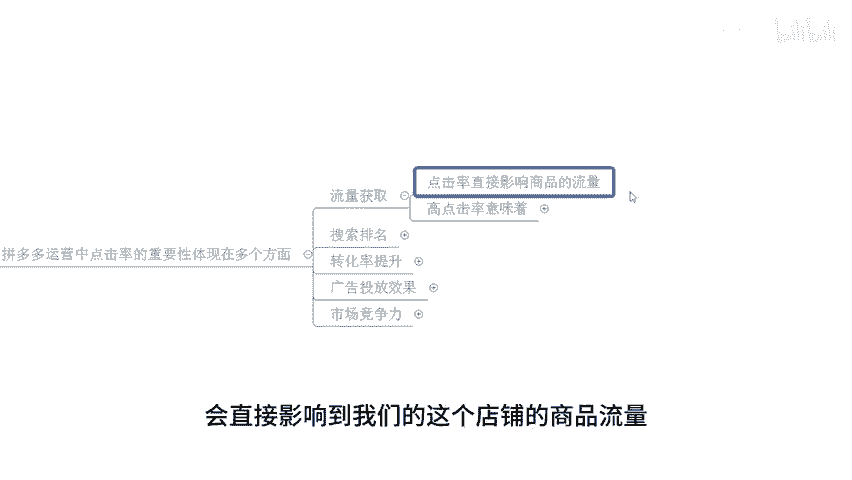 bilibili
点击率直接影响商品的流量
流量获取
高点击率意味着
搜索排名
拼多多运营中点击率的重要性体现在多个方面
转化率提升
广告投放效果
市场竞争力
会直接影响到我们的这个店铺的商品流量